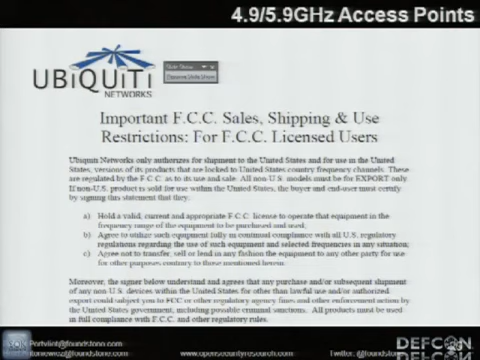 4.9/5.9GHz Access Points
UBiQUiTi
NETWORKS
Important F.C.C. Sales, Shipping & Use
Restrictions: For F.C.C. Licensed Users
Ubiquiti Networks only authorizes for shipment to the United States and for use in the United
States, versions of its products that are locked to United States country frequency channels. These
are regulated by the F.C.C. as to its use and sale. All non-U.S. models must be for EXPORT only.
If non-U.S. product is sold for use within the United States, the buyer and end-user must certify
by signing this statement that they:
a) Hold a valid, current and appropriate F.C.C. license to operate that equipment in the
frequency range of the equipment to be purchased and used;
b) Agree to utilize such equipment fully in continual compliance with all U.S. regulatory
regulations regarding the use of such equipment and selected frequencies in any situation;
c) Agree not to transfer, sell or lend in any fashion the equipment to any other party for use
for other purposes contrary to those mentioned herein.
Moreover, the signer below understand and agrees that any purchase and/or subsequent shipment
of any non-U.S. devices within the United States for other than lawful use and/or authorized
export could subject you to FCC or other regulatory agency fines and other enforcement action by
the United States government, including possible criminal sanctions. All products must be used
in full compliance with F.C.C. and other regulatory rules.
www.opensecurityresearch.com
Twitter: @foundstone
DEFCON